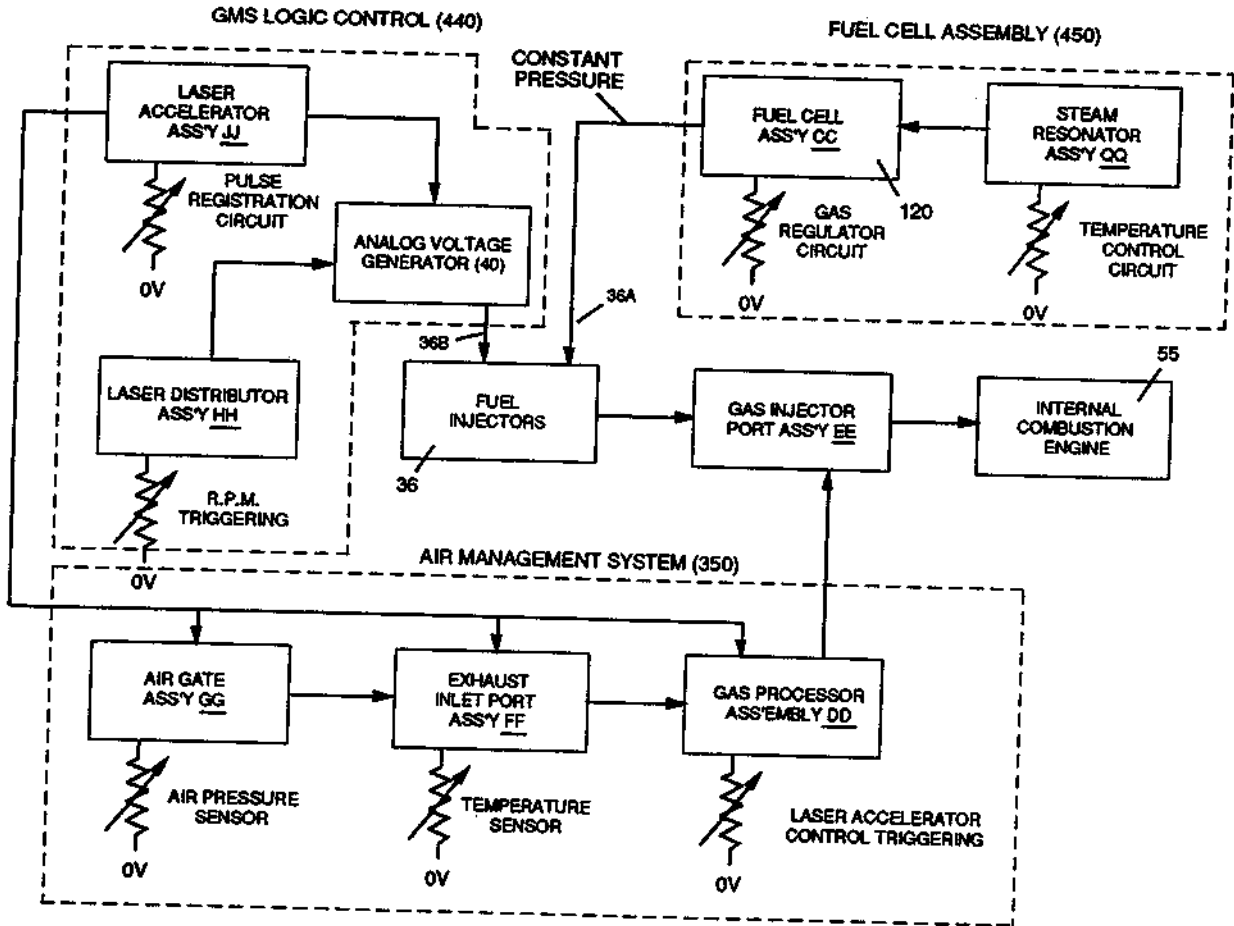 GMS LOGIC CONTROL (440)
FUEL CELL ASSEMBLY (450)
CONSTANT
PRESSURE
LASER
ACCELERATOR
ASS'Y JJ
PULSE
REGISTRATION
CIRCUIT
0V
ANALOG VOLTAGE
GENERATOR (40)
FUEL CELL
ASS'Y CC
120
GAS
REGULATOR
CIRCUIT
0V
STEAM
RESONATOR
ASS'Y QQ
TEMPERATURE
CONTROL
CIRCUIT
0V
36A
36B
LASER DISTRIBUTOR
ASS'Y HH
R.P.M.
TRIGGERING
0V
FUEL
INJECTORS
36
GAS INJECTOR
PORT ASS'Y EE
55
INTERNAL
COMBUSTION
ENGINE
AIR MANAGEMENT SYSTEM (350)
AIR GATE
ASS'Y GG
AIR PRESSURE
SENSOR
0V
EXHAUST
INLET PORT
ASS'Y FF
TEMPERATURE
SENSOR
0V
GAS PROCESSOR
ASS'EMBLY DD
LASER ACCELERATOR
CONTROL TRIGGERING
0V